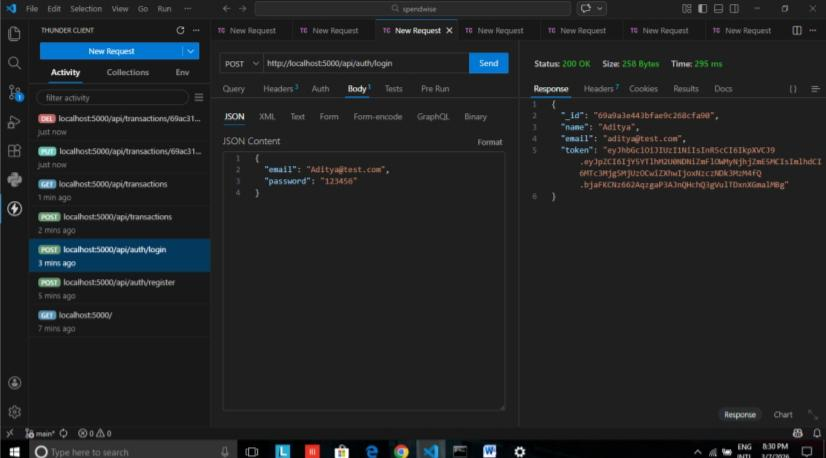 File Edit Selection View Go Run ···
spendwise
THUNDER CLIENT
New Request
Activity Collections Env
filter activity
DEL localhost:5000/api/transactions/69ac31...
just now
PUT localhost:5000/api/transactions/69ac31...
just now
GET localhost:5000/api/transactions
1 min ago
POST localhost:5000/api/transactions
2 mins ago
POST localhost:5000/api/auth/login
3 mins ago
POST localhost:5000/api/auth/register
5 mins ago
GET localhost:5000/
7 mins ago
TC New Request TC New Request TC New Request TC New Request TC New Request TC New Request TC New Request
POST http://localhost:5000/api/auth/login Send
Query Headers 3 Auth Body 1 Tests Pre Run
JSON XML Text Form Form-encode GraphQL Binary
JSON Content Format
1 {
2 "email": "Aditya@test.com",
3 "password": "123456"
4 }
Status: 200 OK Size: 258 Bytes Time: 295 ms
Response Headers 7 Cookies Results Docs { }
1 {
2 "_id": "69a9a3e443bfae9c268cfa90",
3 "name": "Aditya",
4 "email": "aditya@test.com",
5 "token": "eyJhbGciOiJIUzI1NiIsInR5cCI6IkpXVCJ9
6 }
Response Chart
main* 0 0
Type here to search
ENG
INTL
8:30 PM
3/7/2026